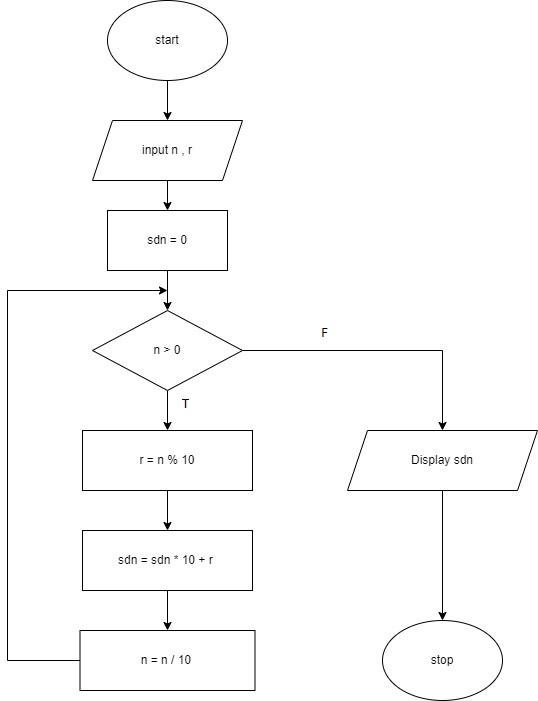 start
input n , r
sdn = 0
n > 0
F
T
r = n % 10
Display sdn
sdn = sdn * 10 + r
n = n / 10
stop